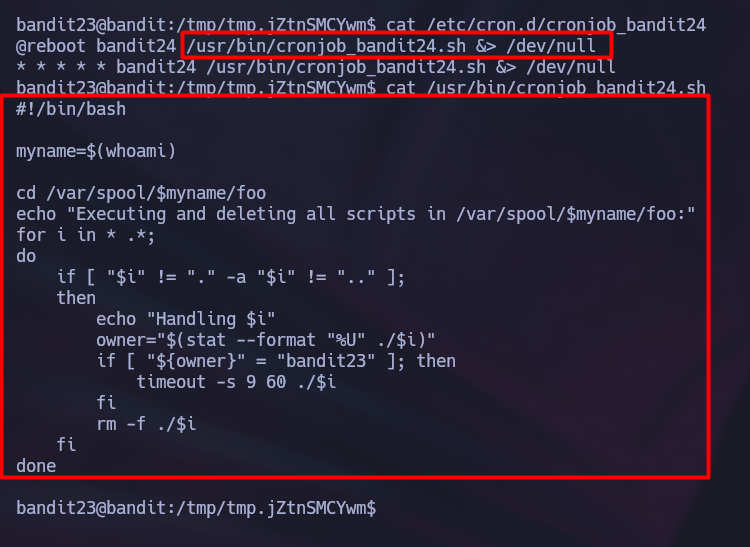 bandit23@bandit:/tmp/tmp.jZtnSMCYwm$ cat /etc/cron.d/cronjob_bandit24
@reboot bandit24 /usr/bin/cronjob_bandit24.sh &> /dev/null
* * * * * bandit24 /usr/bin/cronjob_bandit24.sh &> /dev/null
bandit23@bandit:/tmp/tmp.jZtnSMCYwm$ cat /usr/bin/cronjob_bandit24.sh
#!/bin/bash

myname=$(whoami)

cd /var/spool/$myname/foo
echo "Executing and deleting all scripts in /var/spool/$myname/foo:"
for i in * .*;
do
    if [ "$i" != "." -a "$i" != ".." ];
    then
        echo "Handling $i"
        owner="$(stat --format "%U" ./$i)"
        if [ "${owner}" = "bandit23" ]; then
            timeout -s 9 60 ./$i
        fi
        rm -f ./$i
    fi
done

bandit23@bandit:/tmp/tmp.jZtnSMCYwm$